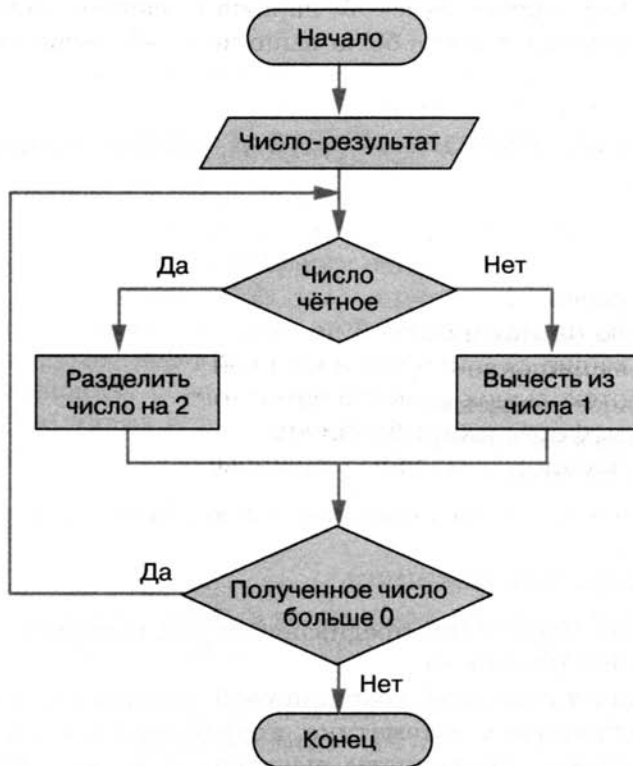 Начало
Число-результат
Да
Число
чётное
Нет
Разделить
число на 2
Вычесть из
числа 1
Да
Полученное число
больше 0
Нет
Конец